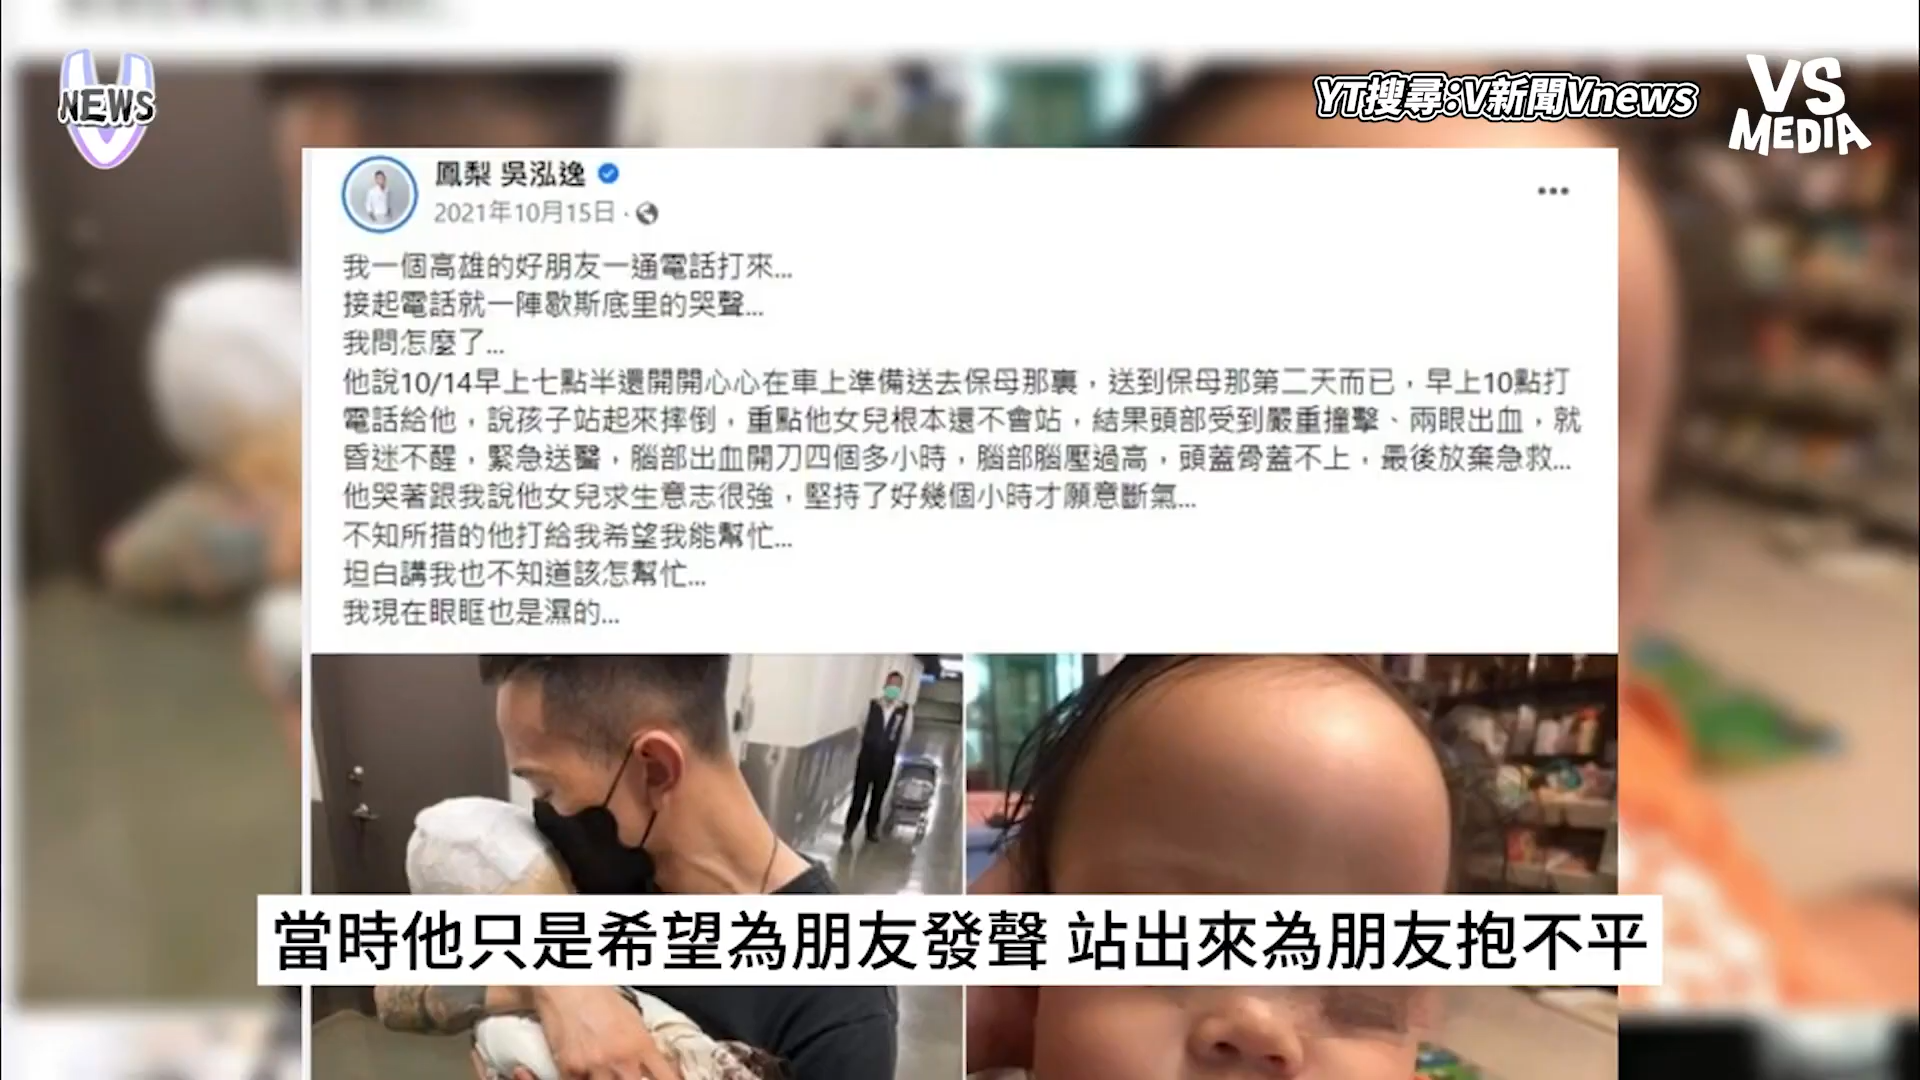 NEWS
YT搜尋:V新聞Vnews
VS
MEDIA
鳳梨 吳泓逸
2021年10月15日
我一個高雄的好朋友一通電話打來...
接起電話就一陣歇斯底里的哭聲...
我問怎麼了...
他說10/14早上七點半還開開心心在車上準備送去保母那裏，送到保母那第二天而已，早上10點打
電話給他，說孩子站起來摔倒，重點他女兒根本還不會站，結果頭部受到嚴重撞擊、兩眼出血，就
昏迷不醒，緊急送醫，腦部出血開刀四個多小時，腦部腦壓過高，頭蓋骨蓋不上，最後放棄急救...
他哭著跟我說他女兒求生意志很強，堅持了好幾個小時才願意斷氣...
不知所措的他打給我希望我能幫忙...
坦白講我也不知道該怎幫忙...
我現在眼眶也是濕的...
當時他只是希望為朋友發聲 站出來為朋友抱不平